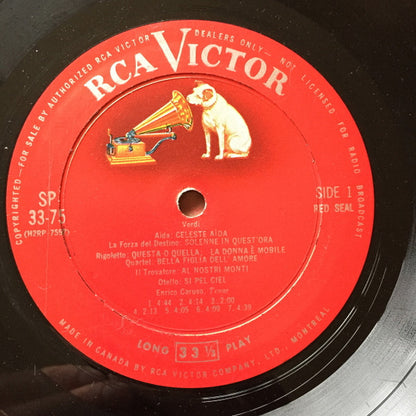 COPYRIGHTED — FOR SALE BY AUTHORIZED RCA VICTOR DEALERS ONLY — NOT LICENSED FOR RADIO BROADCAST
RCA VICTOR
SP
33-75
SIDE 1
RED SEAL
Verdi
Aida: CELESTE AIDA
La Forza del Destino: SOLENNE IN QUEST'ORA
Rigoletto: QUESTA O QUELLA; LA DONNA È MOBILE
Quartet: BELLA FIGLIA DELL' AMORE
Il Trovatore: AI NOSTRI MONTI
Otello: SI PEL CIEL
Enrico Caruso, Tenor
1 4:44 2. 4:14 3. 2:00
4. 2:13 5. 4:05 6. 4:09 7. 4:39
LONG 33⅓ PLAY
MADE IN CANADA BY RCA VICTOR COMPANY, LTD., MONTREAL